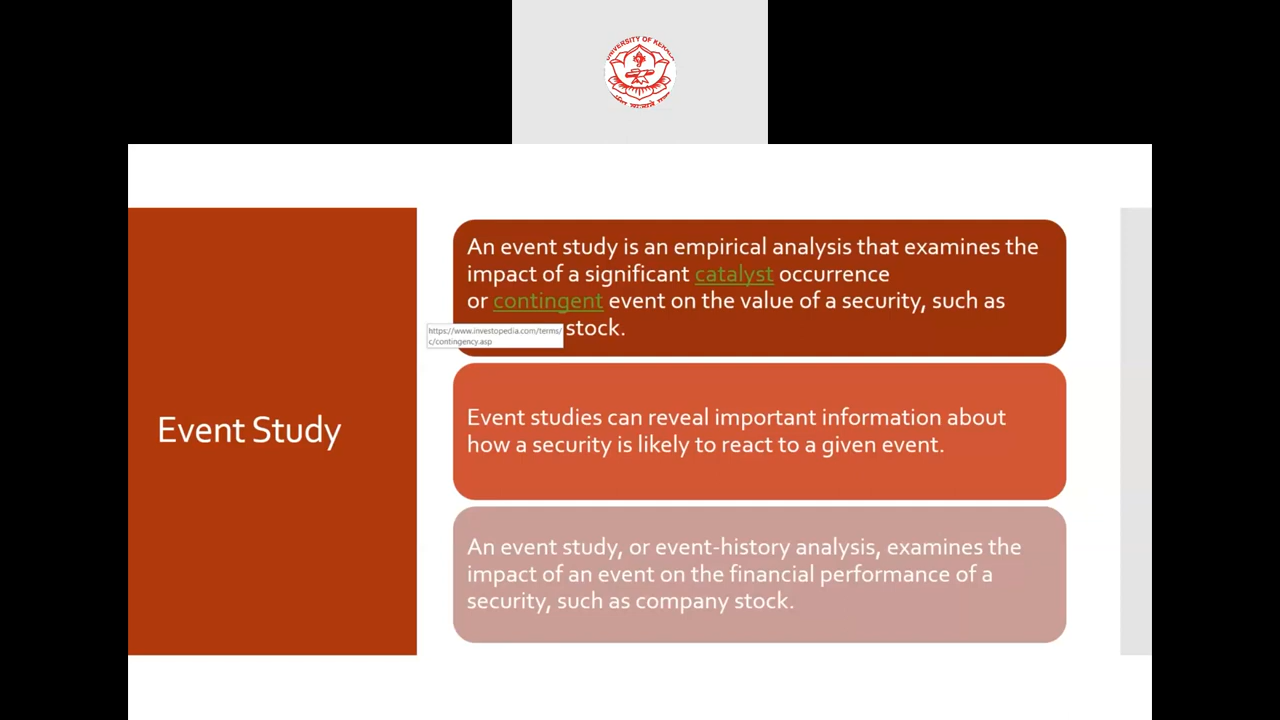 UNIVERSITY OF KERALA
Event Study
An event study is an empirical analysis that examines the
impact of a significant catalyst occurrence
or contingent event on the value of a security, such as
stock.
https://www.investopedia.com/terms/
c/contingency.asp
Event studies can reveal important information about
how a security is likely to react to a given event.
An event study, or event-history analysis, examines the
impact of an event on the financial performance of a
security, such as company stock.